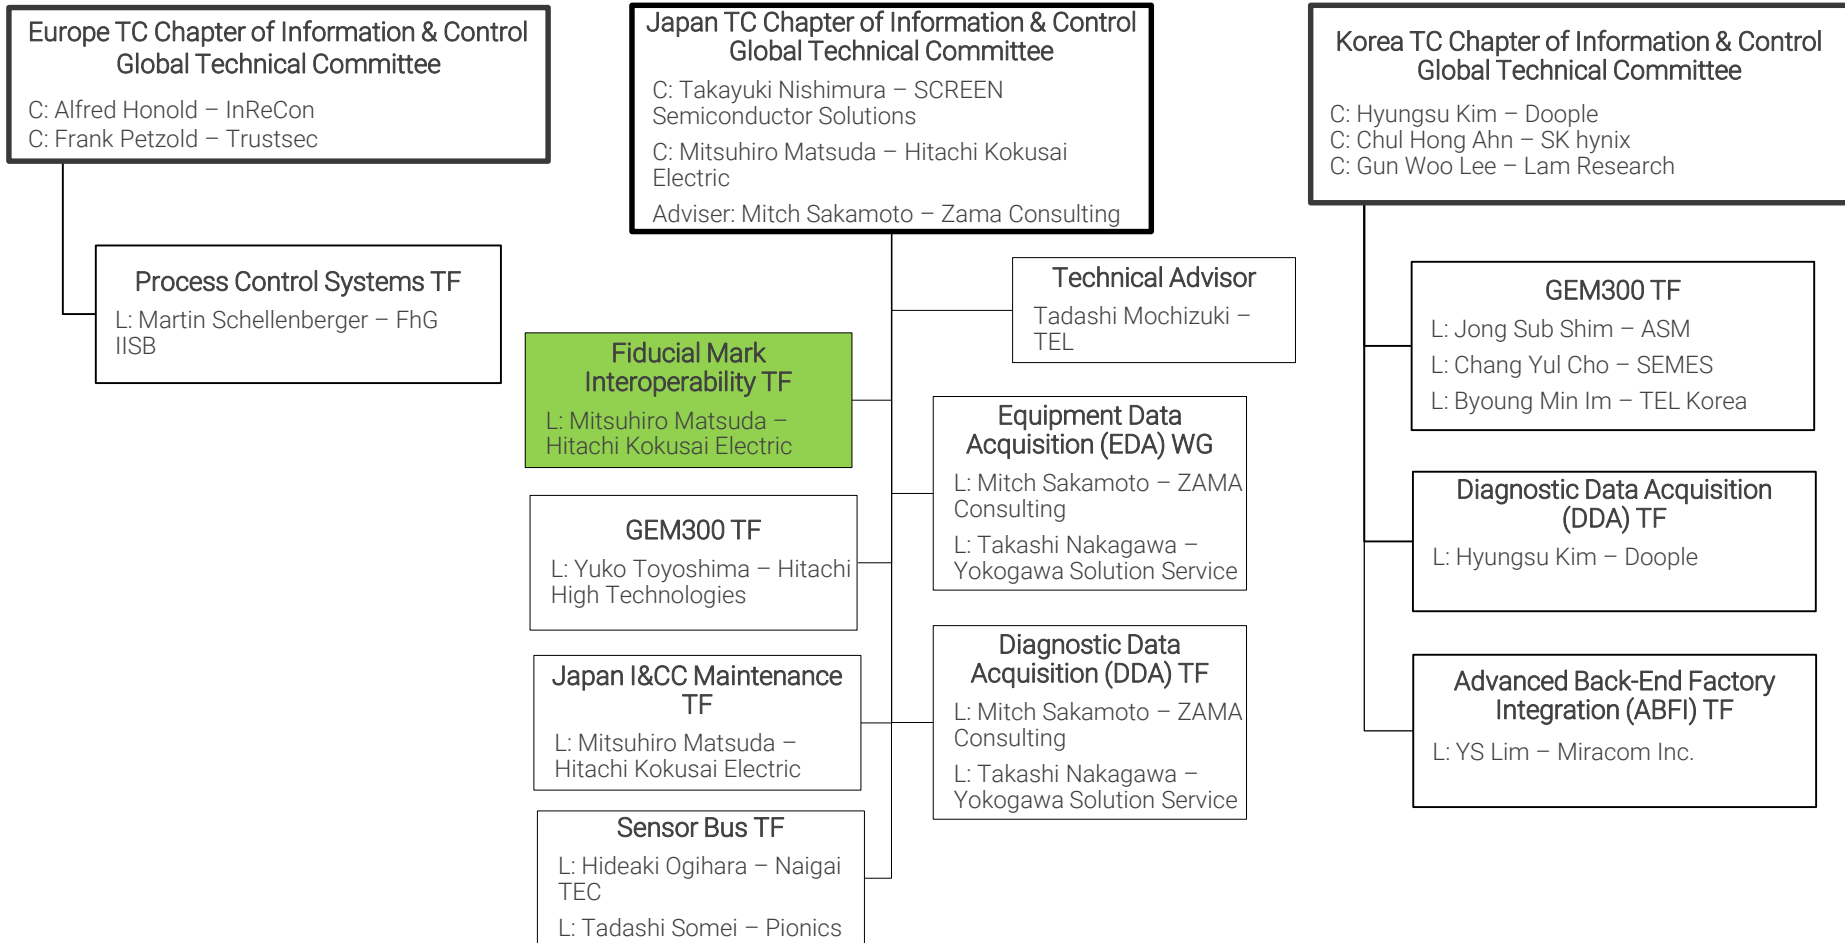 Europe TC Chapter of Information & Control
Global Technical Committee
C: Alfred Honold – InReCon
C: Frank Petzold – Trustsec
Process Control Systems TF
L: Martin Schellenberger – FhG
IISB
Japan TC Chapter of Information & Control
Global Technical Committee
C: Takayuki Nishimura – SCREEN
Semiconductor Solutions
C: Mitsuhiro Matsuda – Hitachi Kokusai
Electric
Adviser: Mitch Sakamoto – Zama Consulting
Technical Advisor
Tadashi Mochizuki –
TEL
Fiducial Mark
Interoperability TF
L: Mitsuhiro Matsuda –
Hitachi Kokusai Electric
Equipment Data
Acquisition (EDA) WG
L: Mitch Sakamoto – ZAMA
Consulting
L: Takashi Nakagawa –
Yokogawa Solution Service
GEM300 TF
L: Yuko Toyoshima – Hitachi
High Technologies
Diagnostic Data
Acquisition (DDA) TF
L: Mitch Sakamoto – ZAMA
Consulting
L: Takashi Nakagawa –
Yokogawa Solution Service
Japan I&CC Maintenance
TF
L: Mitsuhiro Matsuda –
Hitachi Kokusai Electric
Sensor Bus TF
L: Hideaki Ogihara – Naigai
TEC
L: Tadashi Somei – Pionics
Korea TC Chapter of Information & Control
Global Technical Committee
C: Hyungsu Kim – Doople
C: Chul Hong Ahn – SK hynix
C: Gun Woo Lee – Lam Research
GEM300 TF
L: Jong Sub Shim – ASM
L: Chang Yul Cho – SEMES
L: Byoung Min Im – TEL Korea
Diagnostic Data Acquisition
(DDA) TF
L: Hyungsu Kim – Doople
Advanced Back-End Factory
Integration (ABFI) TF
L: YS Lim – Miracom Inc.